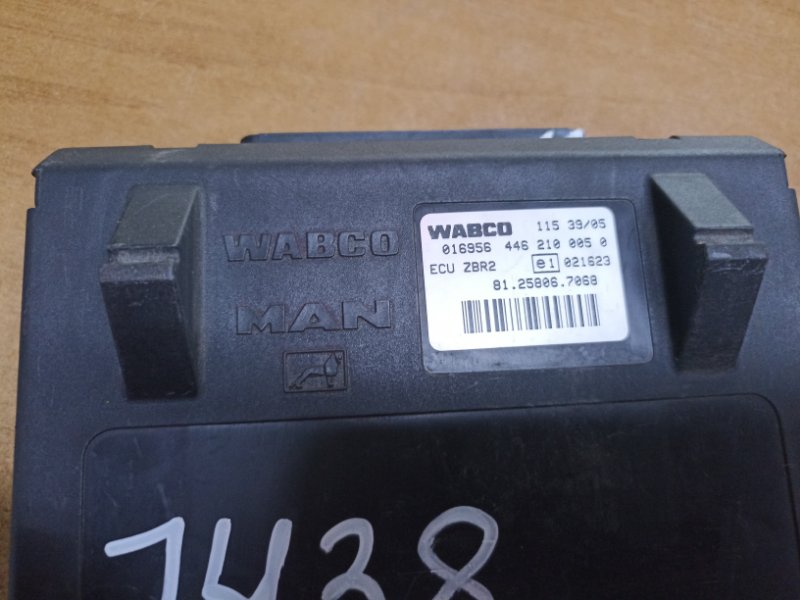 WABCO
MAN
WABCO 115 39/05
016956 446 210 005 0
ECU ZBR2 e1 021623
81.25806.7068
1438